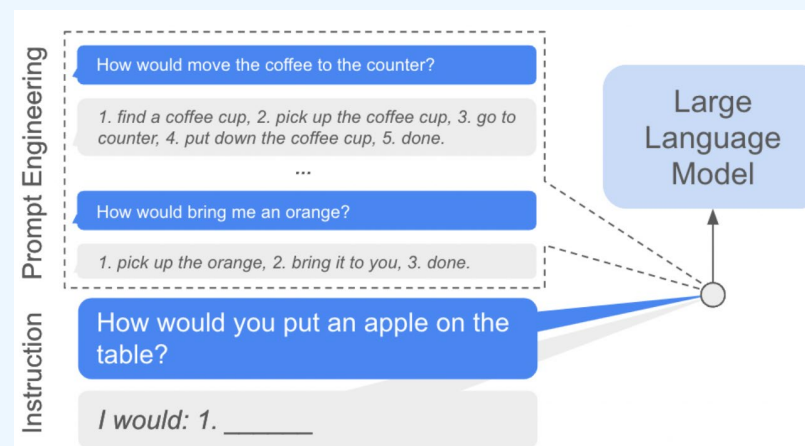 Prompt Engineering
How would move the coffee to the counter?
1. find a coffee cup, 2. pick up the coffee cup, 3. go to
counter, 4. put down the coffee cup, 5. done.
...
How would bring me an orange?
1. pick up the orange, 2. bring it to you, 3. done.
Instruction
How would you put an apple on the
table?
I would: 1. ______
Large
Language
Model